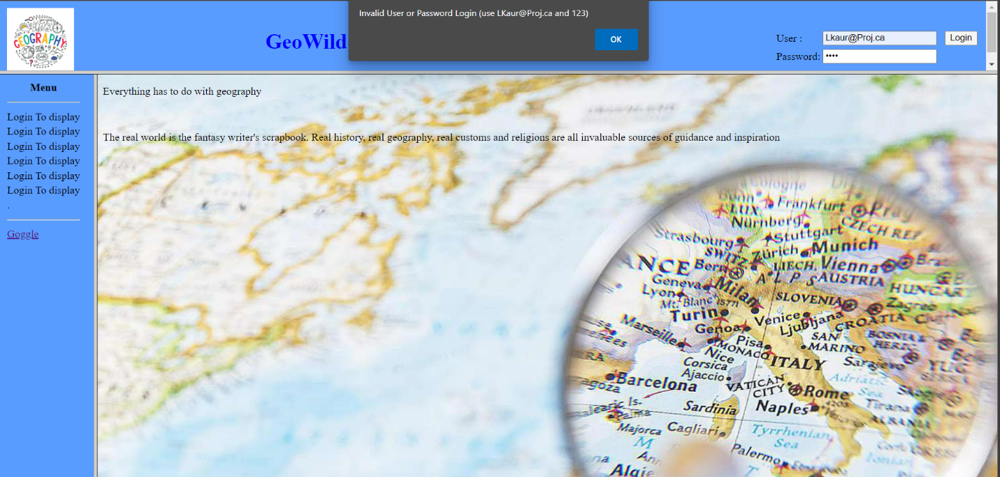 GEOGRAPHY
GeoWild
Invalid User or Password Login (use LKaur@Proj.ca and 123)
OK
User : Lkaur@Proj.ca Login
Password: ••••
Menu
Login To display
Login To display
Login To display
Login To display
Login To display
Login To display
.
Goggle
Everything has to do with geography
The real world is the fantasy writer's scrapbook. Real history, real geography, real customs and religions are all invaluable sources of guidance and inspiration
LUX Frankfurt
Nürnberg CZECH REP
Strasbourg Stuttgart
SWITZ. Zürich Munich
Bern LIECH. Vienna
ALPS AUSTRIA
Geneva Milan HUNGAR
Lyon SLOVENIA
Mt. Blanc Zagreb
Turin Venice CROATIA
Genoa Ljubljana
Marseille Pisa SAN BOSNIA
MONACO MARINO
Nice ITALY
Corsica
Ajaccio Adriatic
Barcelona VATICAN Sea
CITY Rome
Sardinia Naples Tirana
Palma ALBANIA
Majorca Cagliari Tyrrhenian
Sea
Palermo